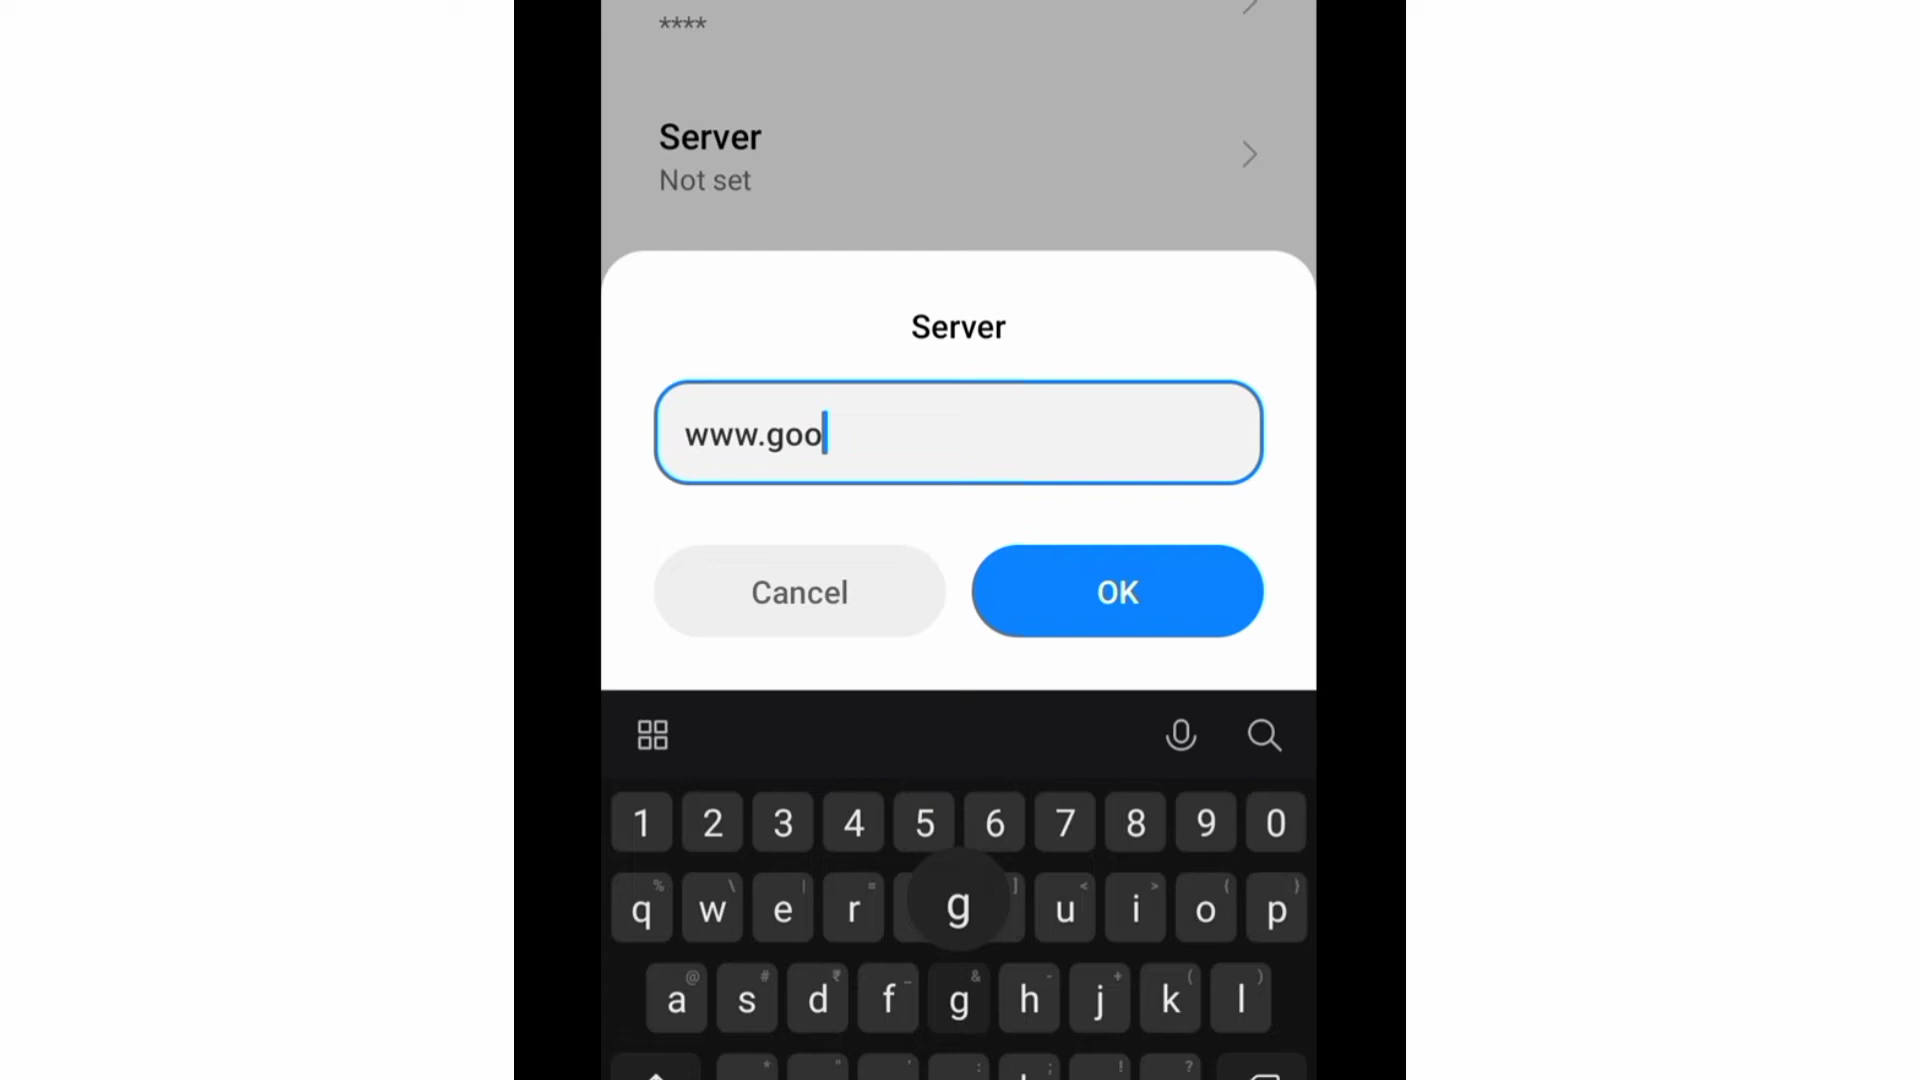 ****
Server
Not set
Server
www.goo
Cancel OK
1 2 3 4 5 6 7 8 9 0
% \ | = ] < > { }
q w e r g u i o p
@ # ₹ _ & - + ( )
a s d f g h j k l
* " ' : ; ! ?